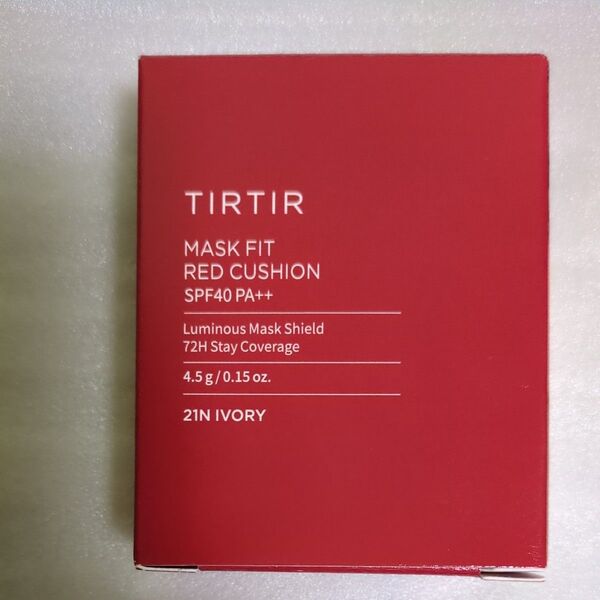 TIRTIR
MASK FIT
RED CUSHION
SPF40 PA++
Luminous Mask Shield
72H Stay Coverage
4.5 g / 0.15 oz.
21N IVORY